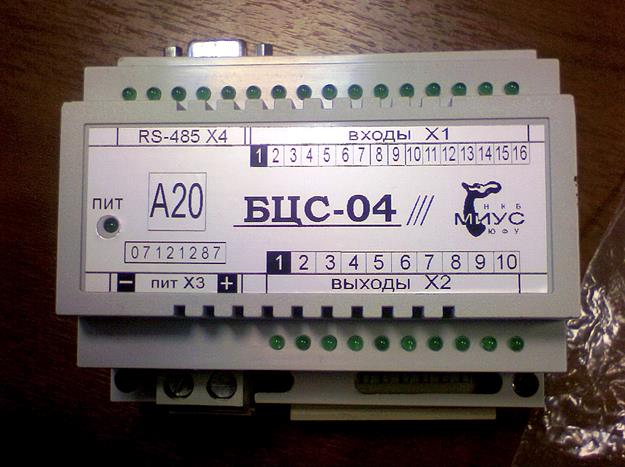 RS-485 X4
входы X1
1 2 3 4 5 6 7 8 9 10 11 12 13 14 15 16
пит
A20
БЦС-04 ///
НКБ
МИУС
ЮФУ
07121287
1 2 3 4 5 6 7 8 9 10
− пит X3 +
выходы X2